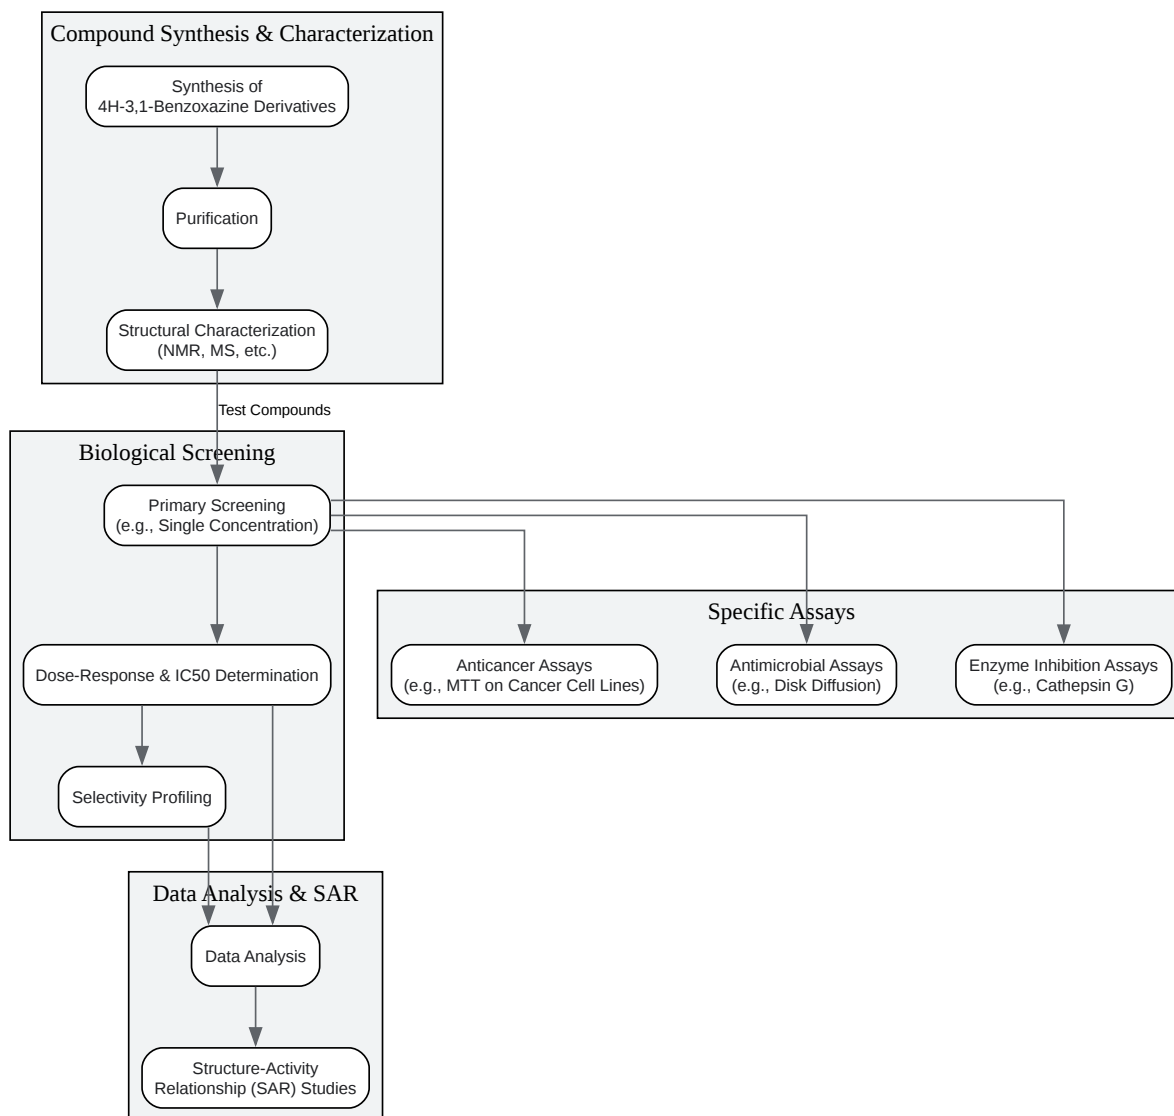 Compound Synthesis & Characterization
Synthesis of
4H-3,1-Benzoxazine Derivatives
Purification
Structural Characterization
(NMR, MS, etc.)
Test Compounds
Biological Screening
Primary Screening
(e.g., Single Concentration)
Dose-Response & IC50 Determination
Selectivity Profiling
Specific Assays
Anticancer Assays
(e.g., MTT on Cancer Cell Lines)
Antimicrobial Assays
(e.g., Disk Diffusion)
Enzyme Inhibition Assays
(e.g., Cathepsin G)
Data Analysis & SAR
Data Analysis
Structure-Activity
Relationship (SAR) Studies